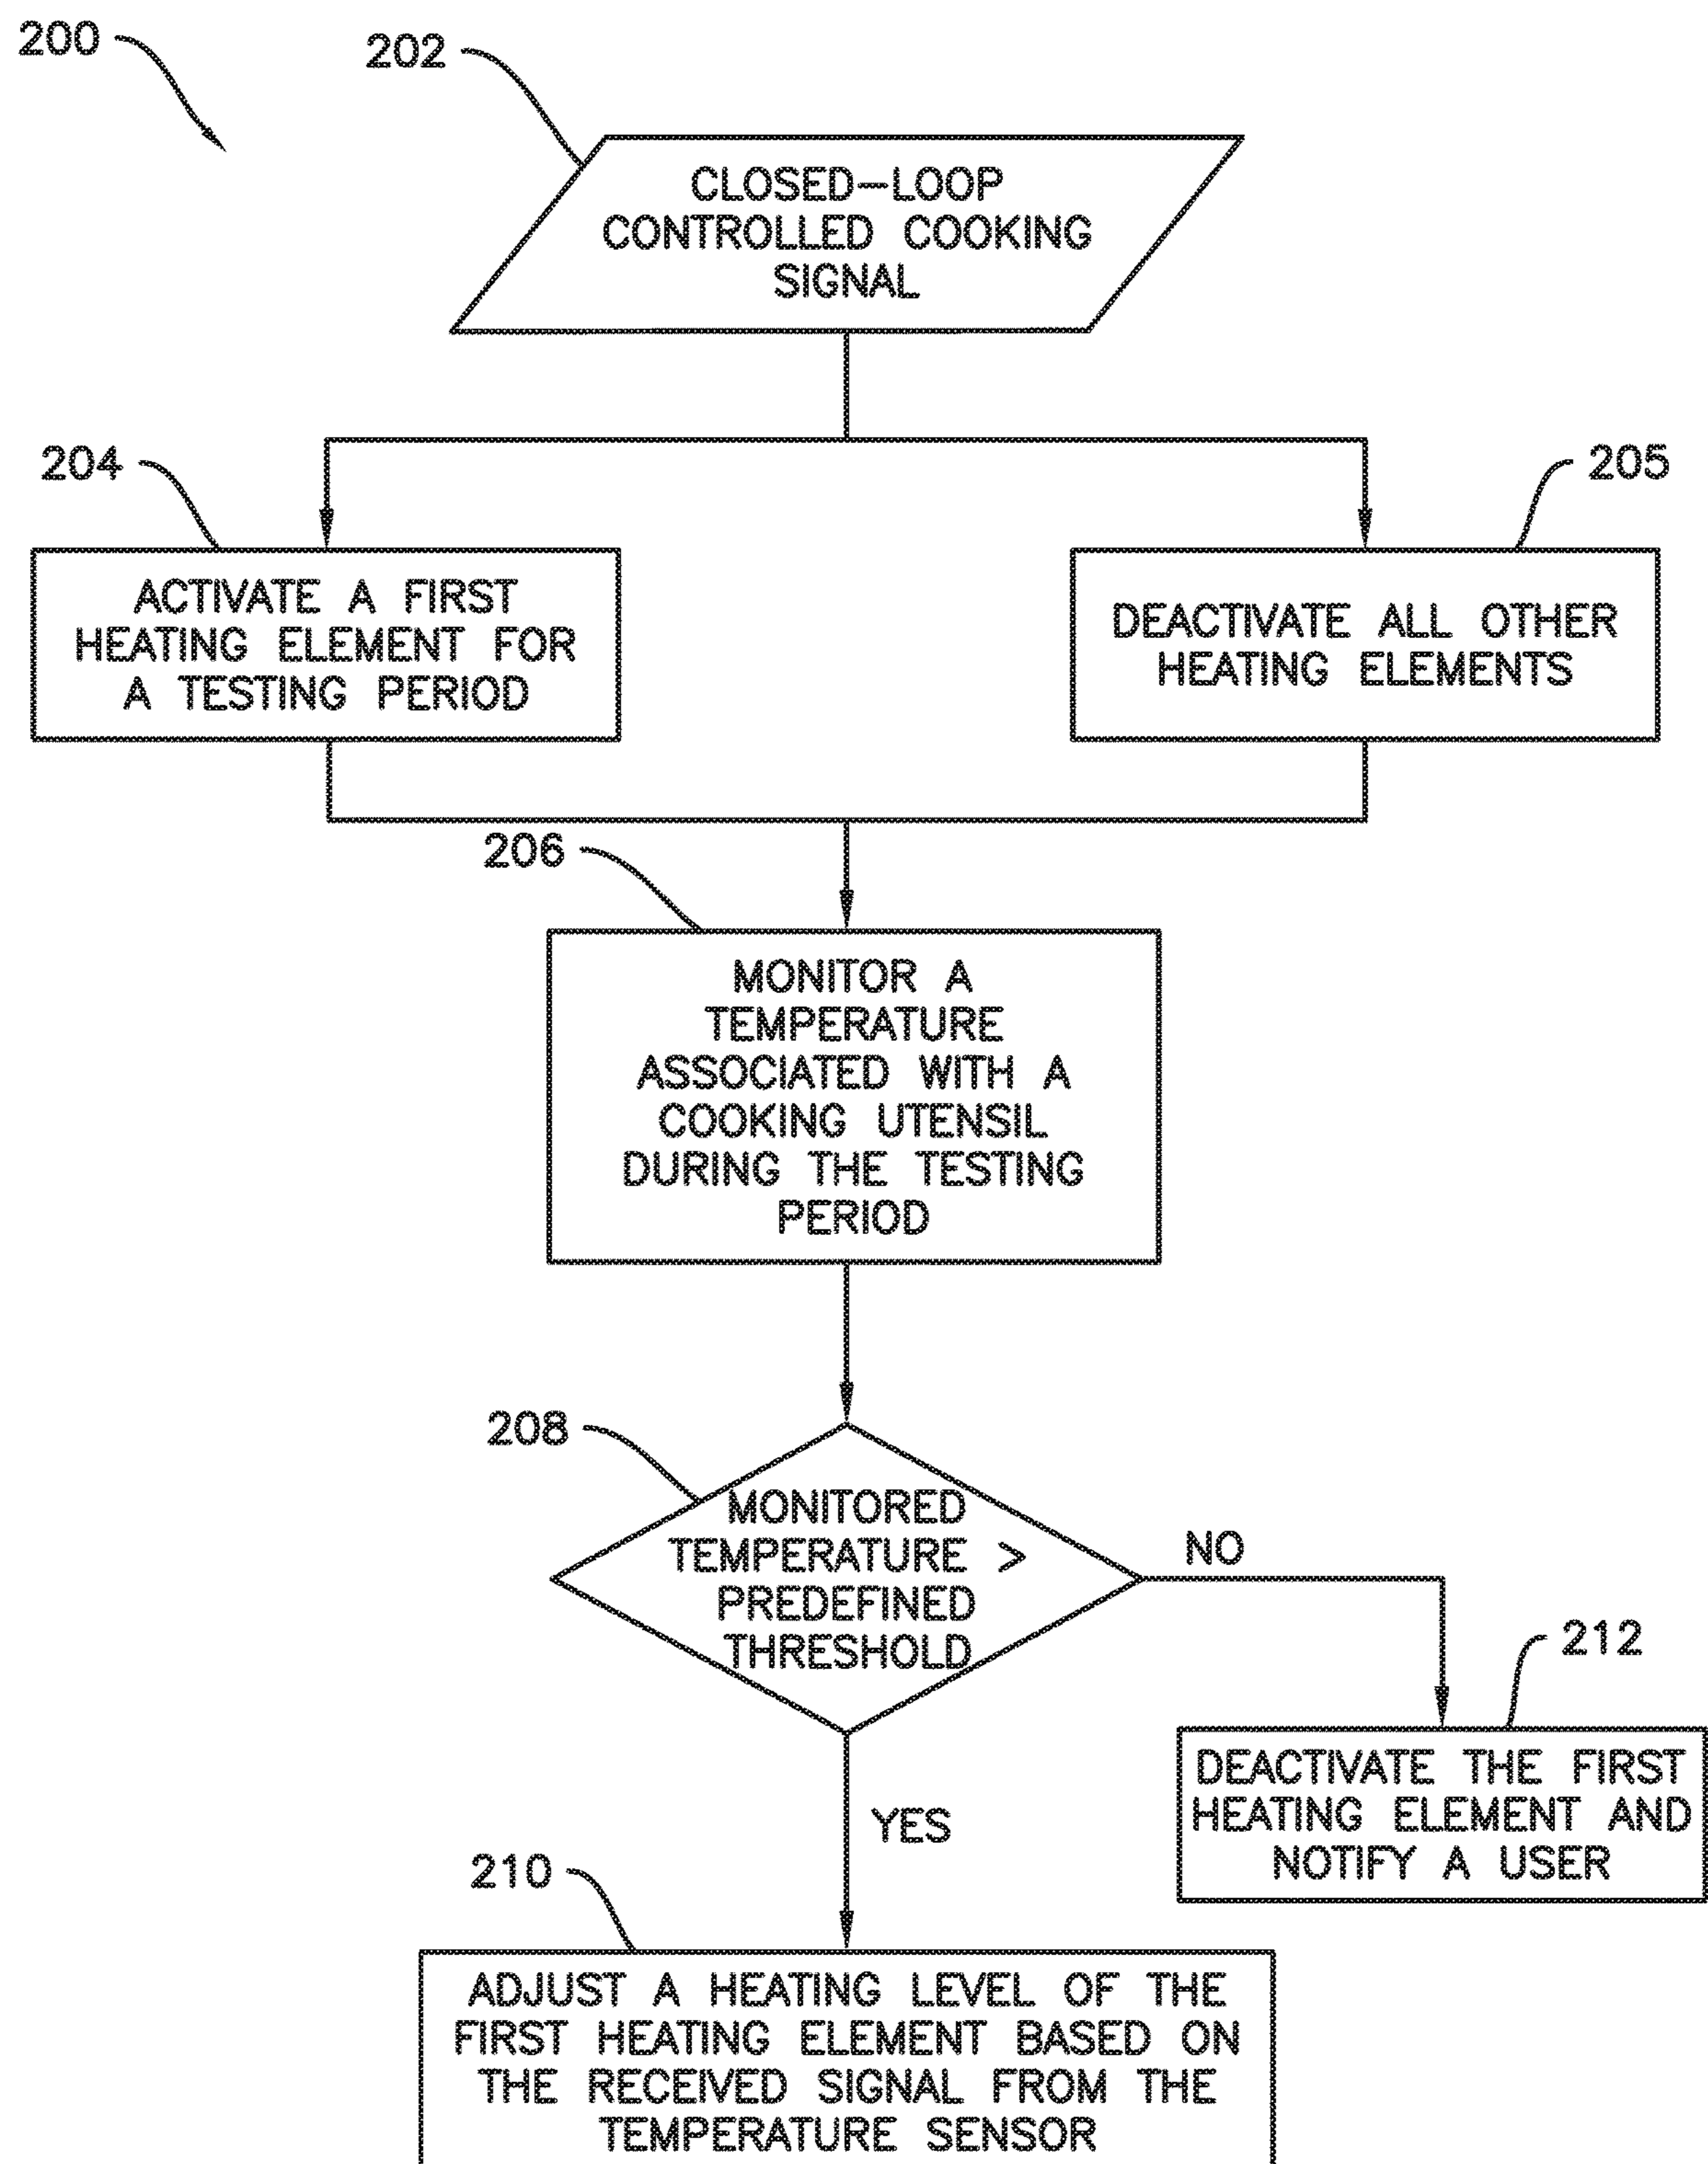 200
202
CLOSED-LOOP
CONTROLLED COOKING
SIGNAL
204
205
ACTIVATE A FIRST
HEATING ELEMENT FOR
A TESTING PERIOD
DEACTIVATE ALL OTHER
HEATING ELEMENTS
206
MONITOR A
TEMPERATURE
ASSOCIATED WITH A
COOKING UTENSIL
DURING THE TESTING
PERIOD
208
MONITORED
TEMPERATURE >
PREDEFINED
THRESHOLD
NO
212
DEACTIVATE THE FIRST
HEATING ELEMENT AND
NOTIFY A USER
YES
210
ADJUST A HEATING LEVEL OF THE
FIRST HEATING ELEMENT BASED ON
THE RECEIVED SIGNAL FROM THE
TEMPERATURE SENSOR